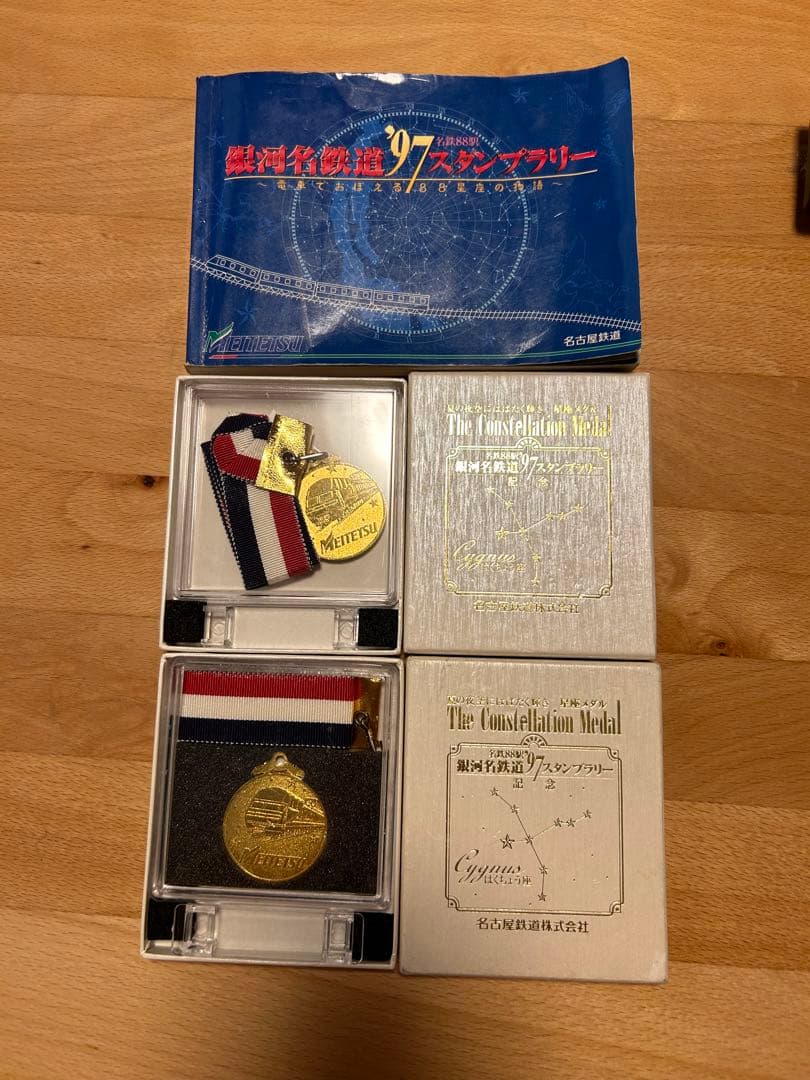 名鉄88駅
銀河名鉄道'97スタンプラリー
～電車でおぼえる88星座の物語～
MEITETSU
名古屋鉄道
MEITETSU
夏の夜空にはばたく輝き 星座メダル
The Constellation Medal
名鉄88駅
銀河名鉄道'97スタンプラリー
記念
Cygnus
はくちょう座
名古屋鉄道株式会社
MEITETSU
夏の夜空にはばたく輝き 星座メダル
The Constellation Medal
名鉄88駅
銀河名鉄道'97スタンプラリー
記念
Cygnus
はくちょう座
名古屋鉄道株式会社